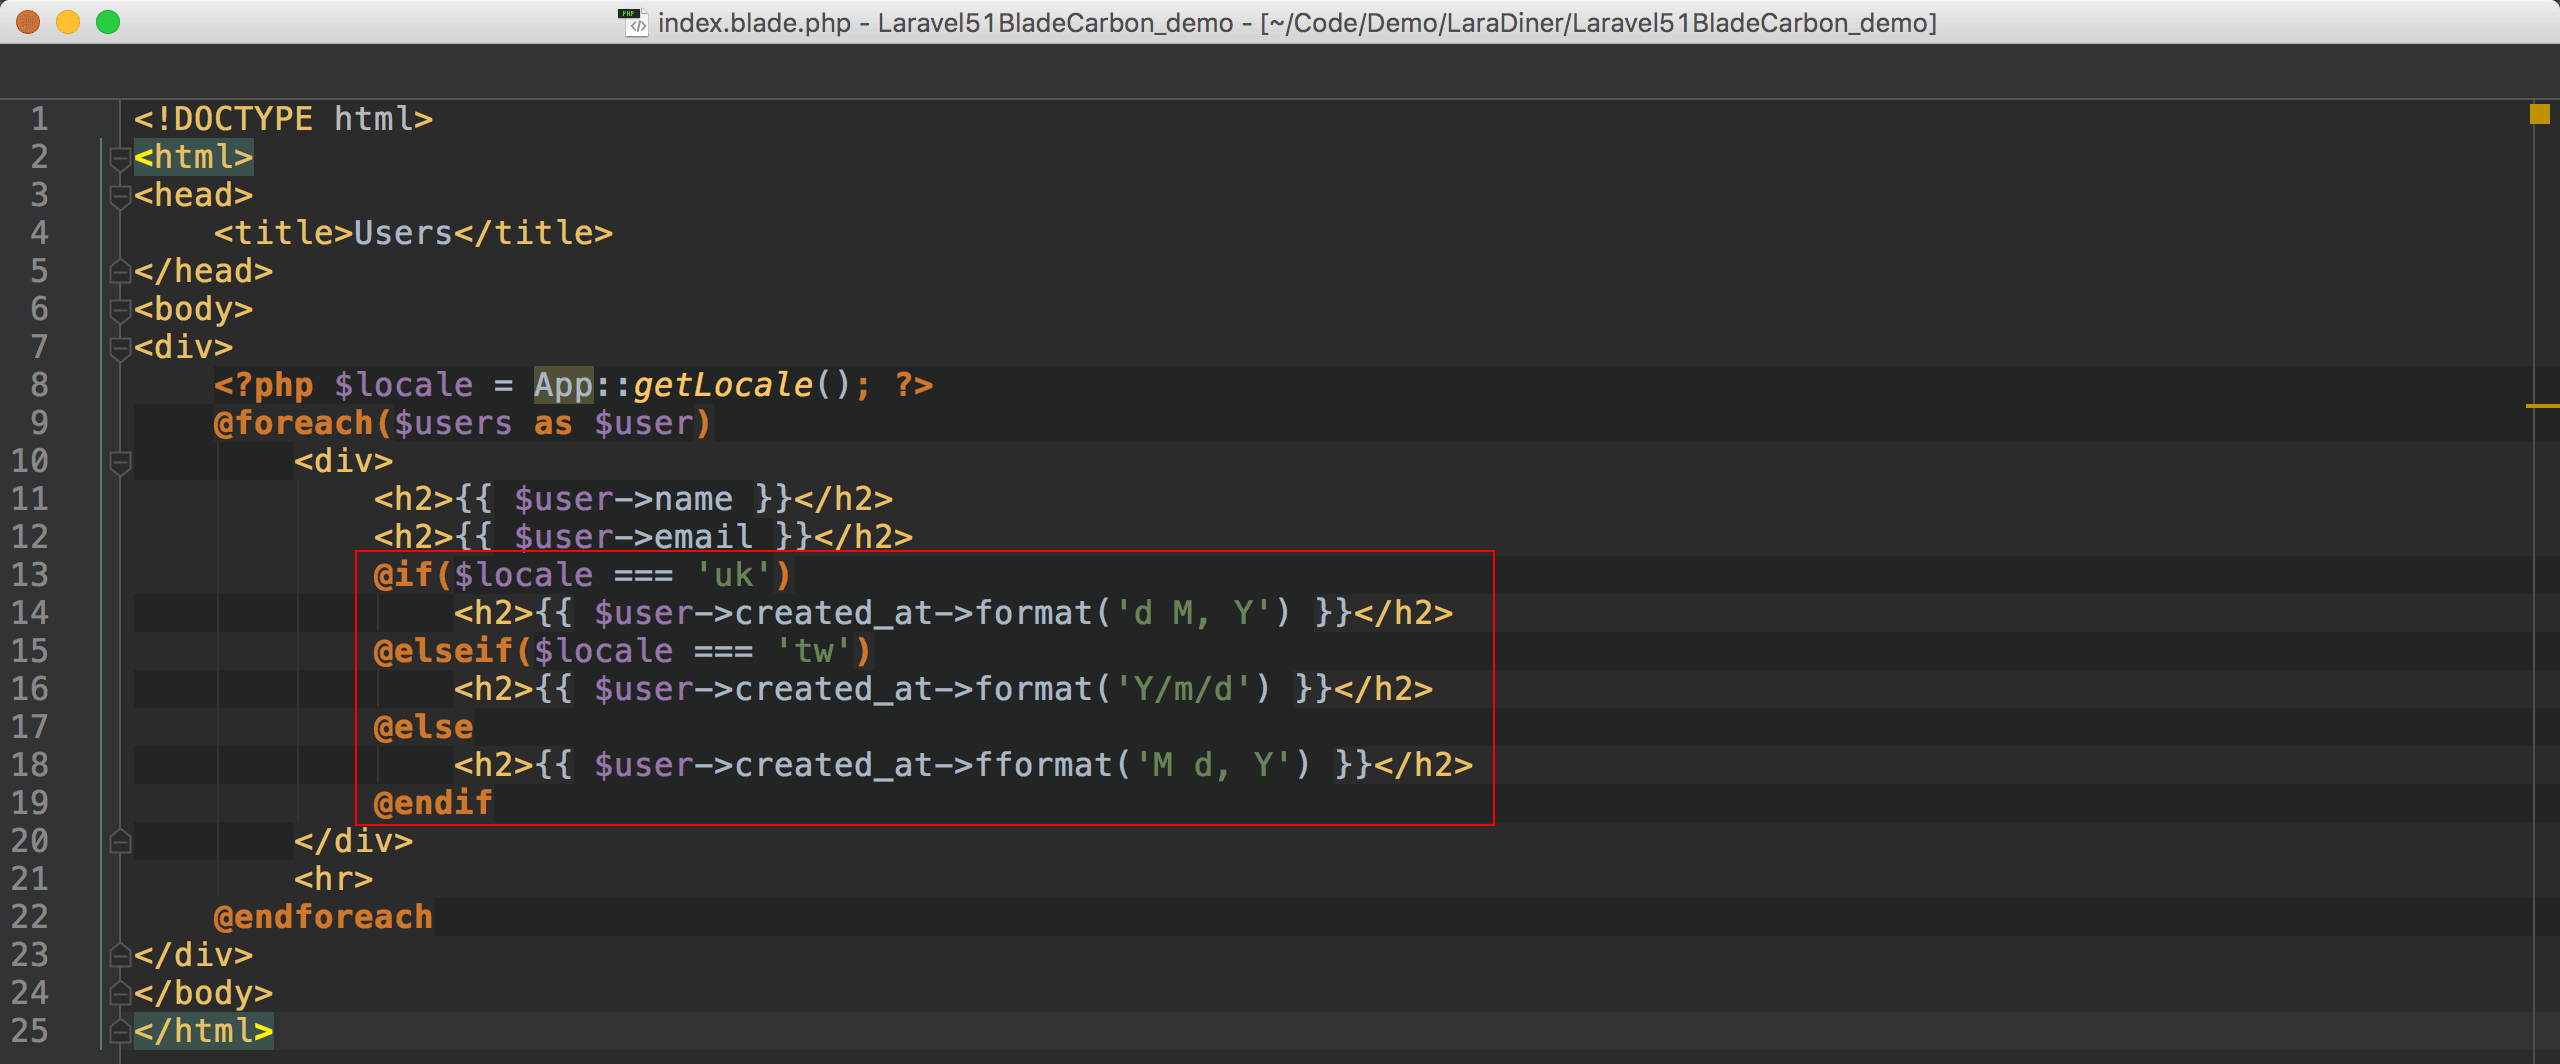 index.blade.php - Laravel51BladeCarbon_demo - [~/Code/Demo/LaraDiner/Laravel51BladeCarbon_demo]
1 <!DOCTYPE html>
2 <html>
3 <head>
4     <title>Users</title>
5 </head>
6 <body>
7 <div>
8     <?php $locale = App::getLocale(); ?>
9     @foreach($users as $user)
10         <div>
11             <h2>{{ $user->name }}</h2>
12             <h2>{{ $user->email }}</h2>
13             @if($locale === 'uk')
14                 <h2>{{ $user->created_at->format('d M, Y') }}</h2>
15             @elseif($locale === 'tw')
16                 <h2>{{ $user->created_at->format('Y/m/d') }}</h2>
17             @else
18                 <h2>{{ $user->created_at->fformat('M d, Y') }}</h2>
19             @endif
20         </div>
21         <hr>
22     @endforeach
23 </div>
24 </body>
25 </html>